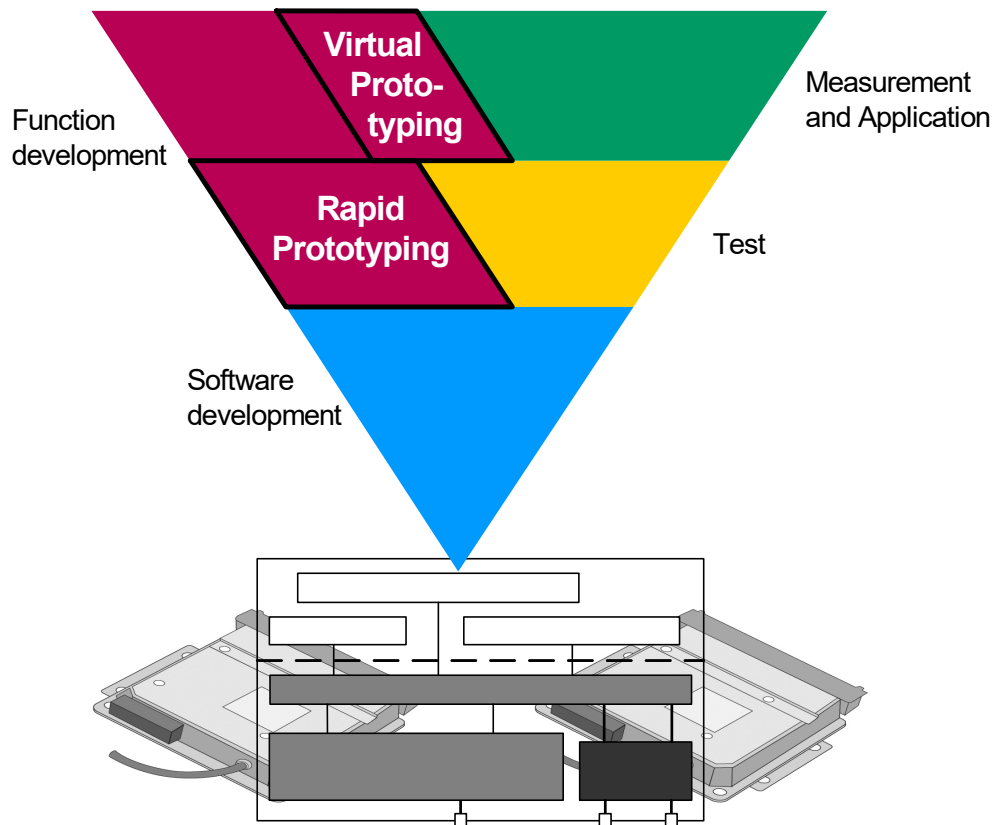 Virtual
Proto-
typing
Measurement
and Application
Function
development
Rapid
Prototyping
Test
Software
development